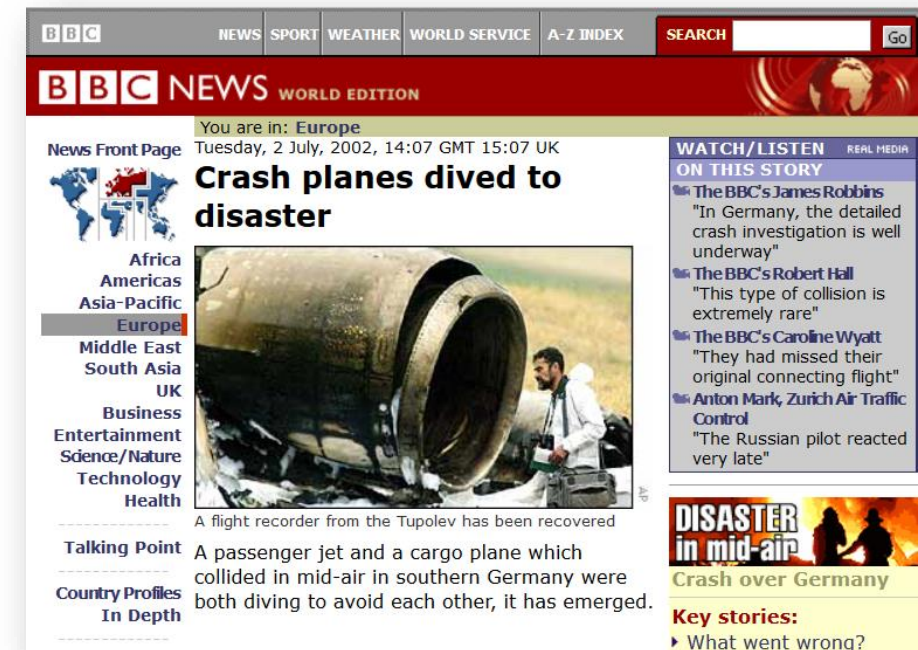 BBC NEWS SPORT WEATHER WORLD SERVICE A-Z INDEX SEARCH Go
BBC NEWS WORLD EDITION
You are in: Europe
News Front Page
Africa
Americas
Asia-Pacific
Europe
Middle East
South Asia
UK
Business
Entertainment
Science/Nature
Technology
Health
Talking Point
Country Profiles
In Depth
Tuesday, 2 July, 2002, 14:07 GMT 15:07 UK
Crash planes dived to
disaster
AP
A flight recorder from the Tupolev has been recovered
A passenger jet and a cargo plane which
collided in mid-air in southern Germany were
both diving to avoid each other, it has emerged.
WATCH/LISTEN REAL MEDIA
ON THIS STORY
The BBC's James Robbins
"In Germany, the detailed
crash investigation is well
underway"
The BBC's Robert Hall
"This type of collision is
extremely rare"
The BBC's Caroline Wyatt
"They had missed their
original connecting flight"
Anton Mark, Zurich Air Traffic
Control
"The Russian pilot reacted
very late"
DISASTER
in mid-air
Crash over Germany
Key stories:
What went wrong?